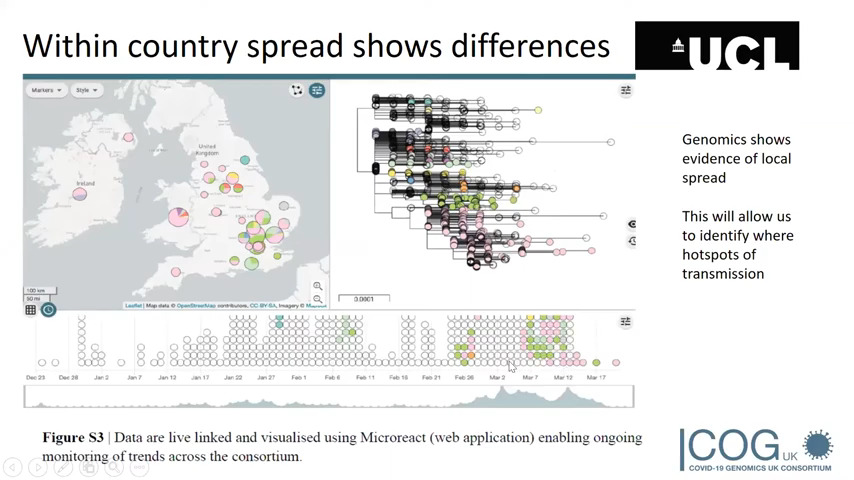 Within country spread shows differences
UCL
Markers
Style
United
Kingdom
Ireland
100 km
50 mi
Leaflet | Map data © OpenStreetMap contributors, CC-BY-SA, Imagery ©
0.0001
Genomics shows
evidence of local
spread
This will allow us
to identify where
hotspots of
transmission
Dec 23 Dec 28 Jan 2 Jan 7 Jan 12 Jan 17 Jan 22 Jan 27 Feb 1 Feb 6 Feb 11 Feb 16 Feb 21 Feb 26 Mar 2 Mar 7 Mar 12 Mar 17
Figure S3 | Data are live linked and visualised using Microreact (web application) enabling ongoing
monitoring of trends across the consortium.
COG UK
COVID-19 GENOMICS UK CONSORTIUM